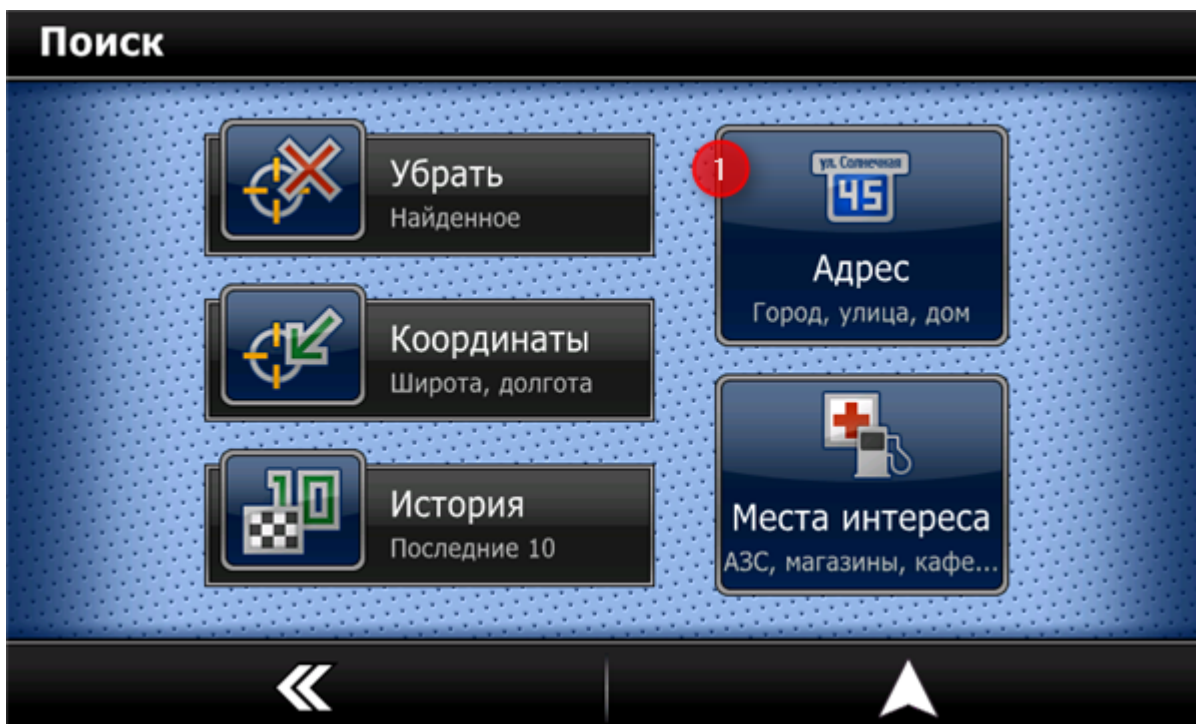 Поиск
Убрать
Найденное
Координаты
Широта, долгота
10
История
Последние 10
1
ул. Солнечная
45
Адрес
Город, улица, дом
Места интереса
АЗС, магазины, кафе...